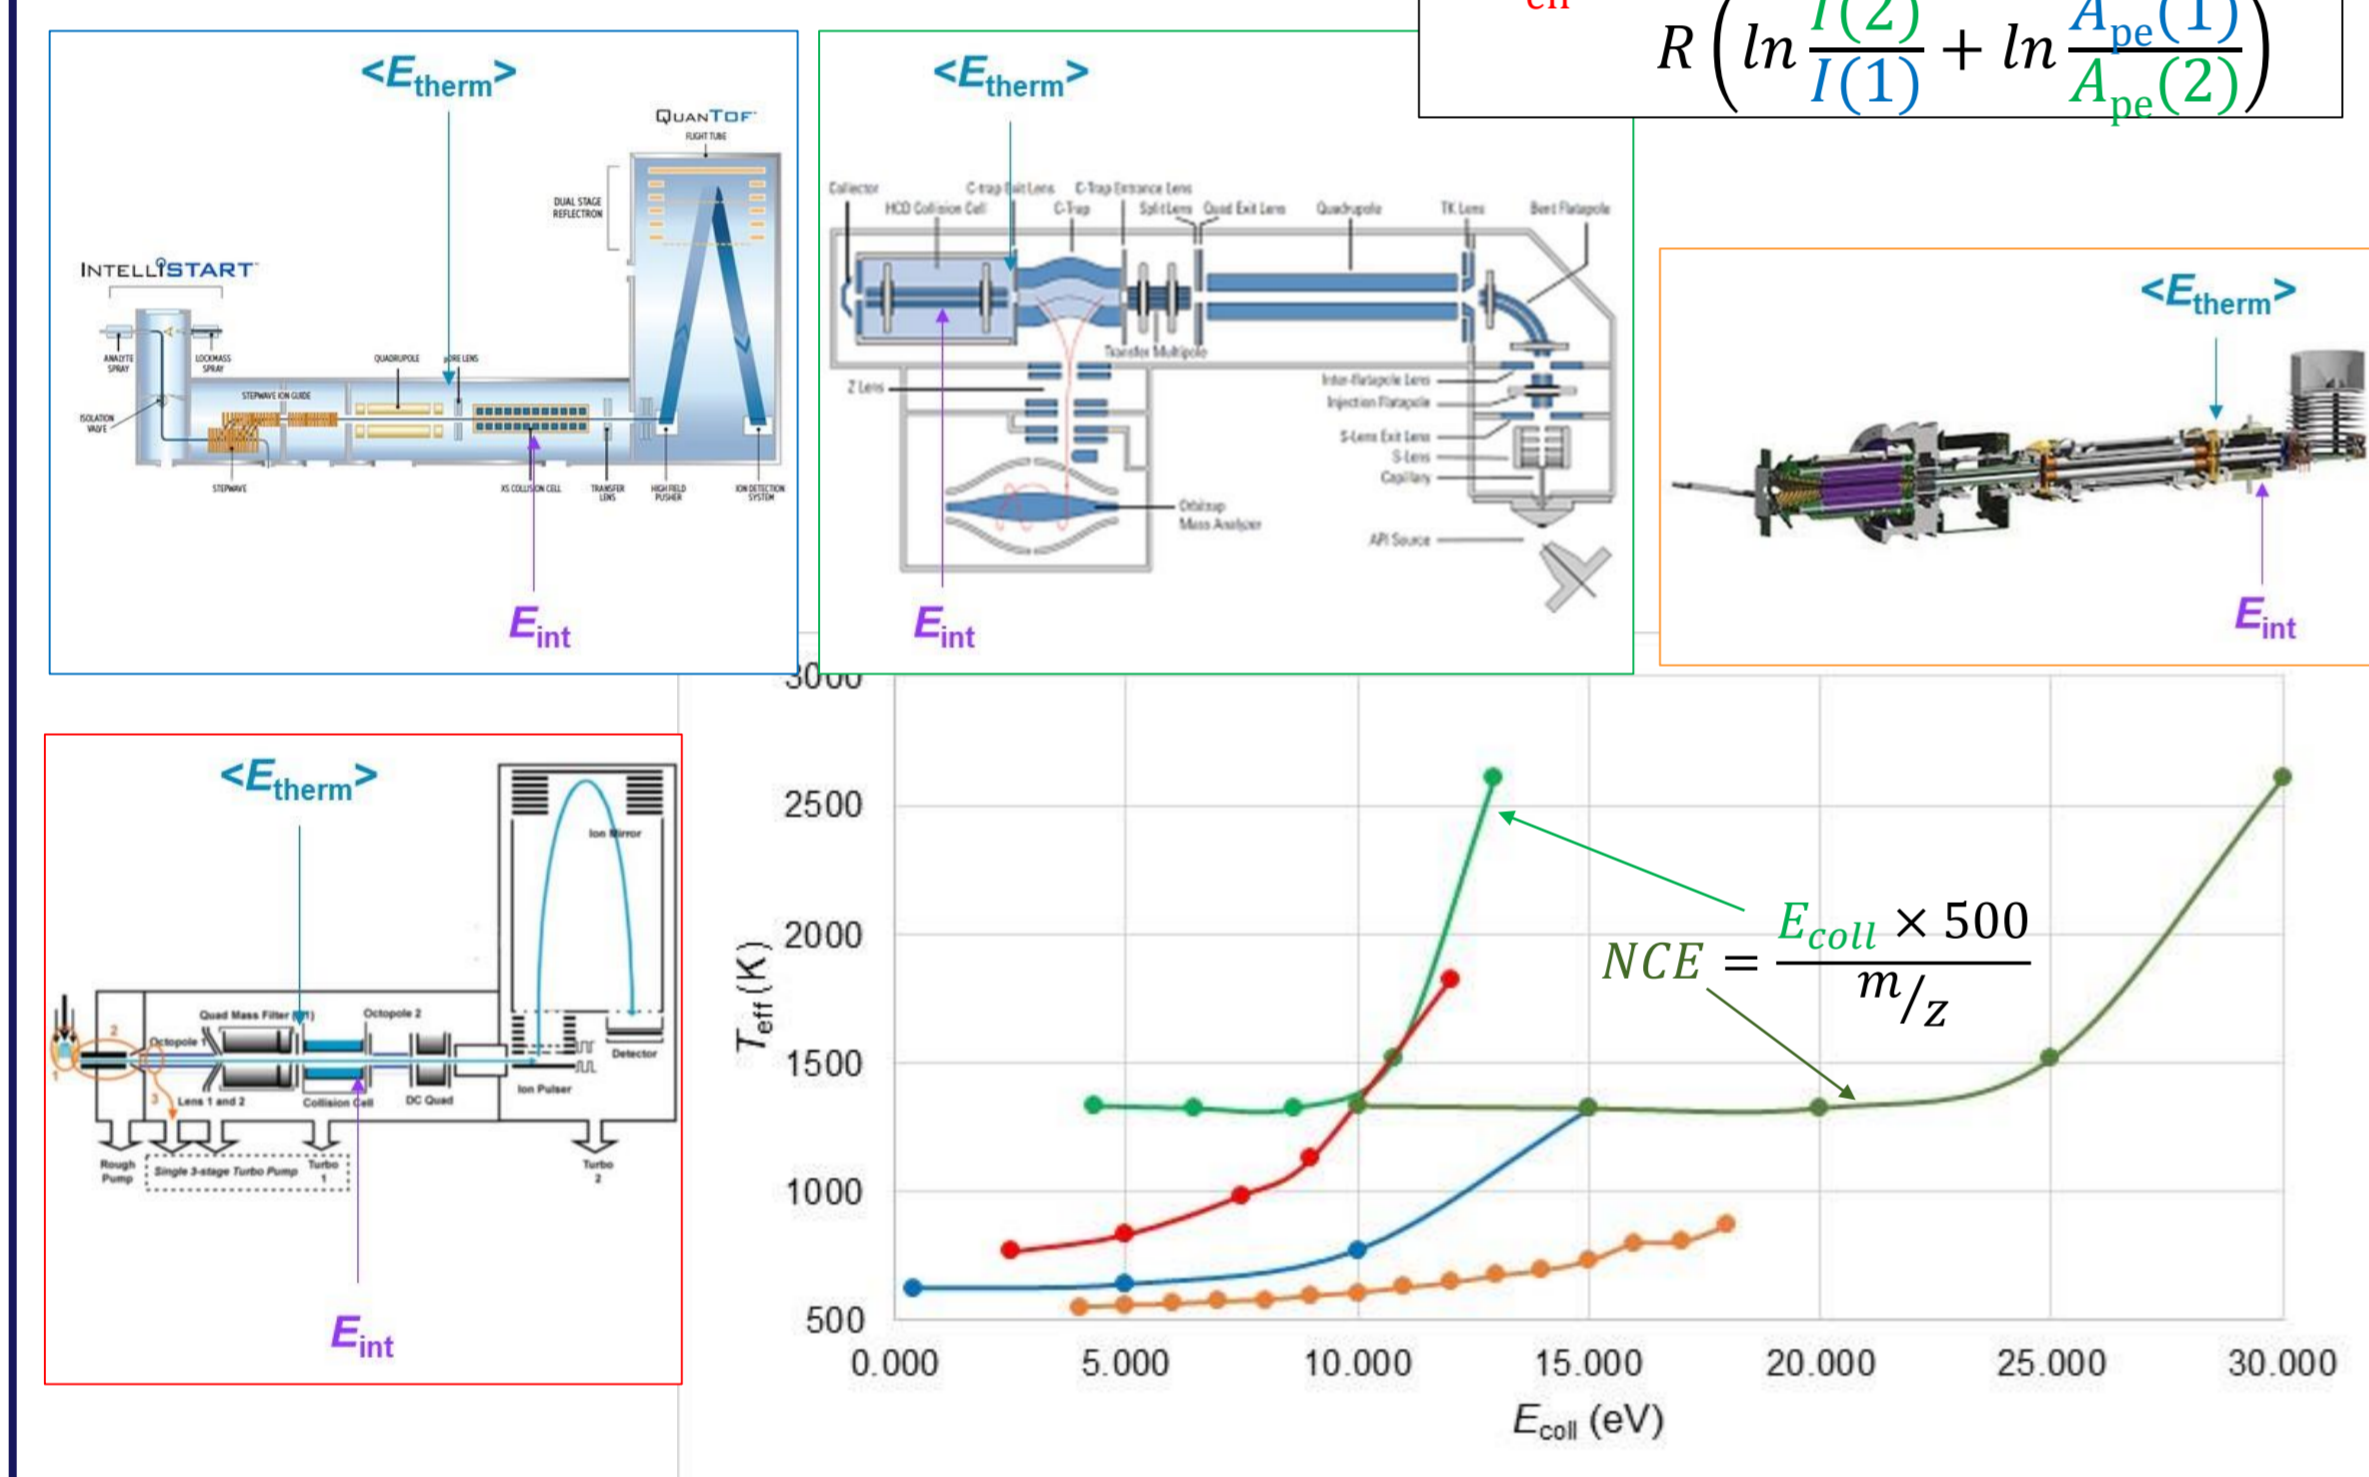 eff
R(ln I(2)/I(1) + ln Ape(1)/Ape(2))
<Etherm>
QUANTOF™
FLIGHT TUBE
DUAL STAGE
REFLECTRON
INTELLISTART™
ANALYTE
SPRAY
LOCKMASS
SPRAY
QUADRUPOLE
STEPWAVE ION GUIDE
ISOLATION
VALVE
STEPWAVE
XS COLLISION CELL
TRANSFER
LENS
HIGH FIELD
PUSHER
ION DETECTION
SYSTEM
Eint
<Etherm>
Collector
C-trap Exit Lens
C-Trap Entrance Lens
HCD Collision Cell
C-Trap
Split Lens
Quad Exit Lens
Quadrupole
TK Lens
Bent Flatapole
Transfer Multipole
Z Lens
Inter-flatapole Lens
Injection Flatapole
S-Lens Exit Lens
S-Lens
Capillary
Orbitrap
Mass Analyzer
API Source
Eint
<Etherm>
Eint
<Etherm>
Ion Mirror
Quad Mass Filter
Octopole 2
Octopole 1
2
1
3
Lens 1 and 2
Collision Cell
DC Quad
Ion Pulser
Detector
Rough
Pump
Single 3-stage Turbo Pump
Turbo
1
Turbo
2
Eint
3000
2500
2000
1500
1000
500
Teff (K)
NCE = Ecoll × 500 / m/z
0.000 5.000 10.000 15.000 20.000 25.000 30.000
Ecoll (eV)